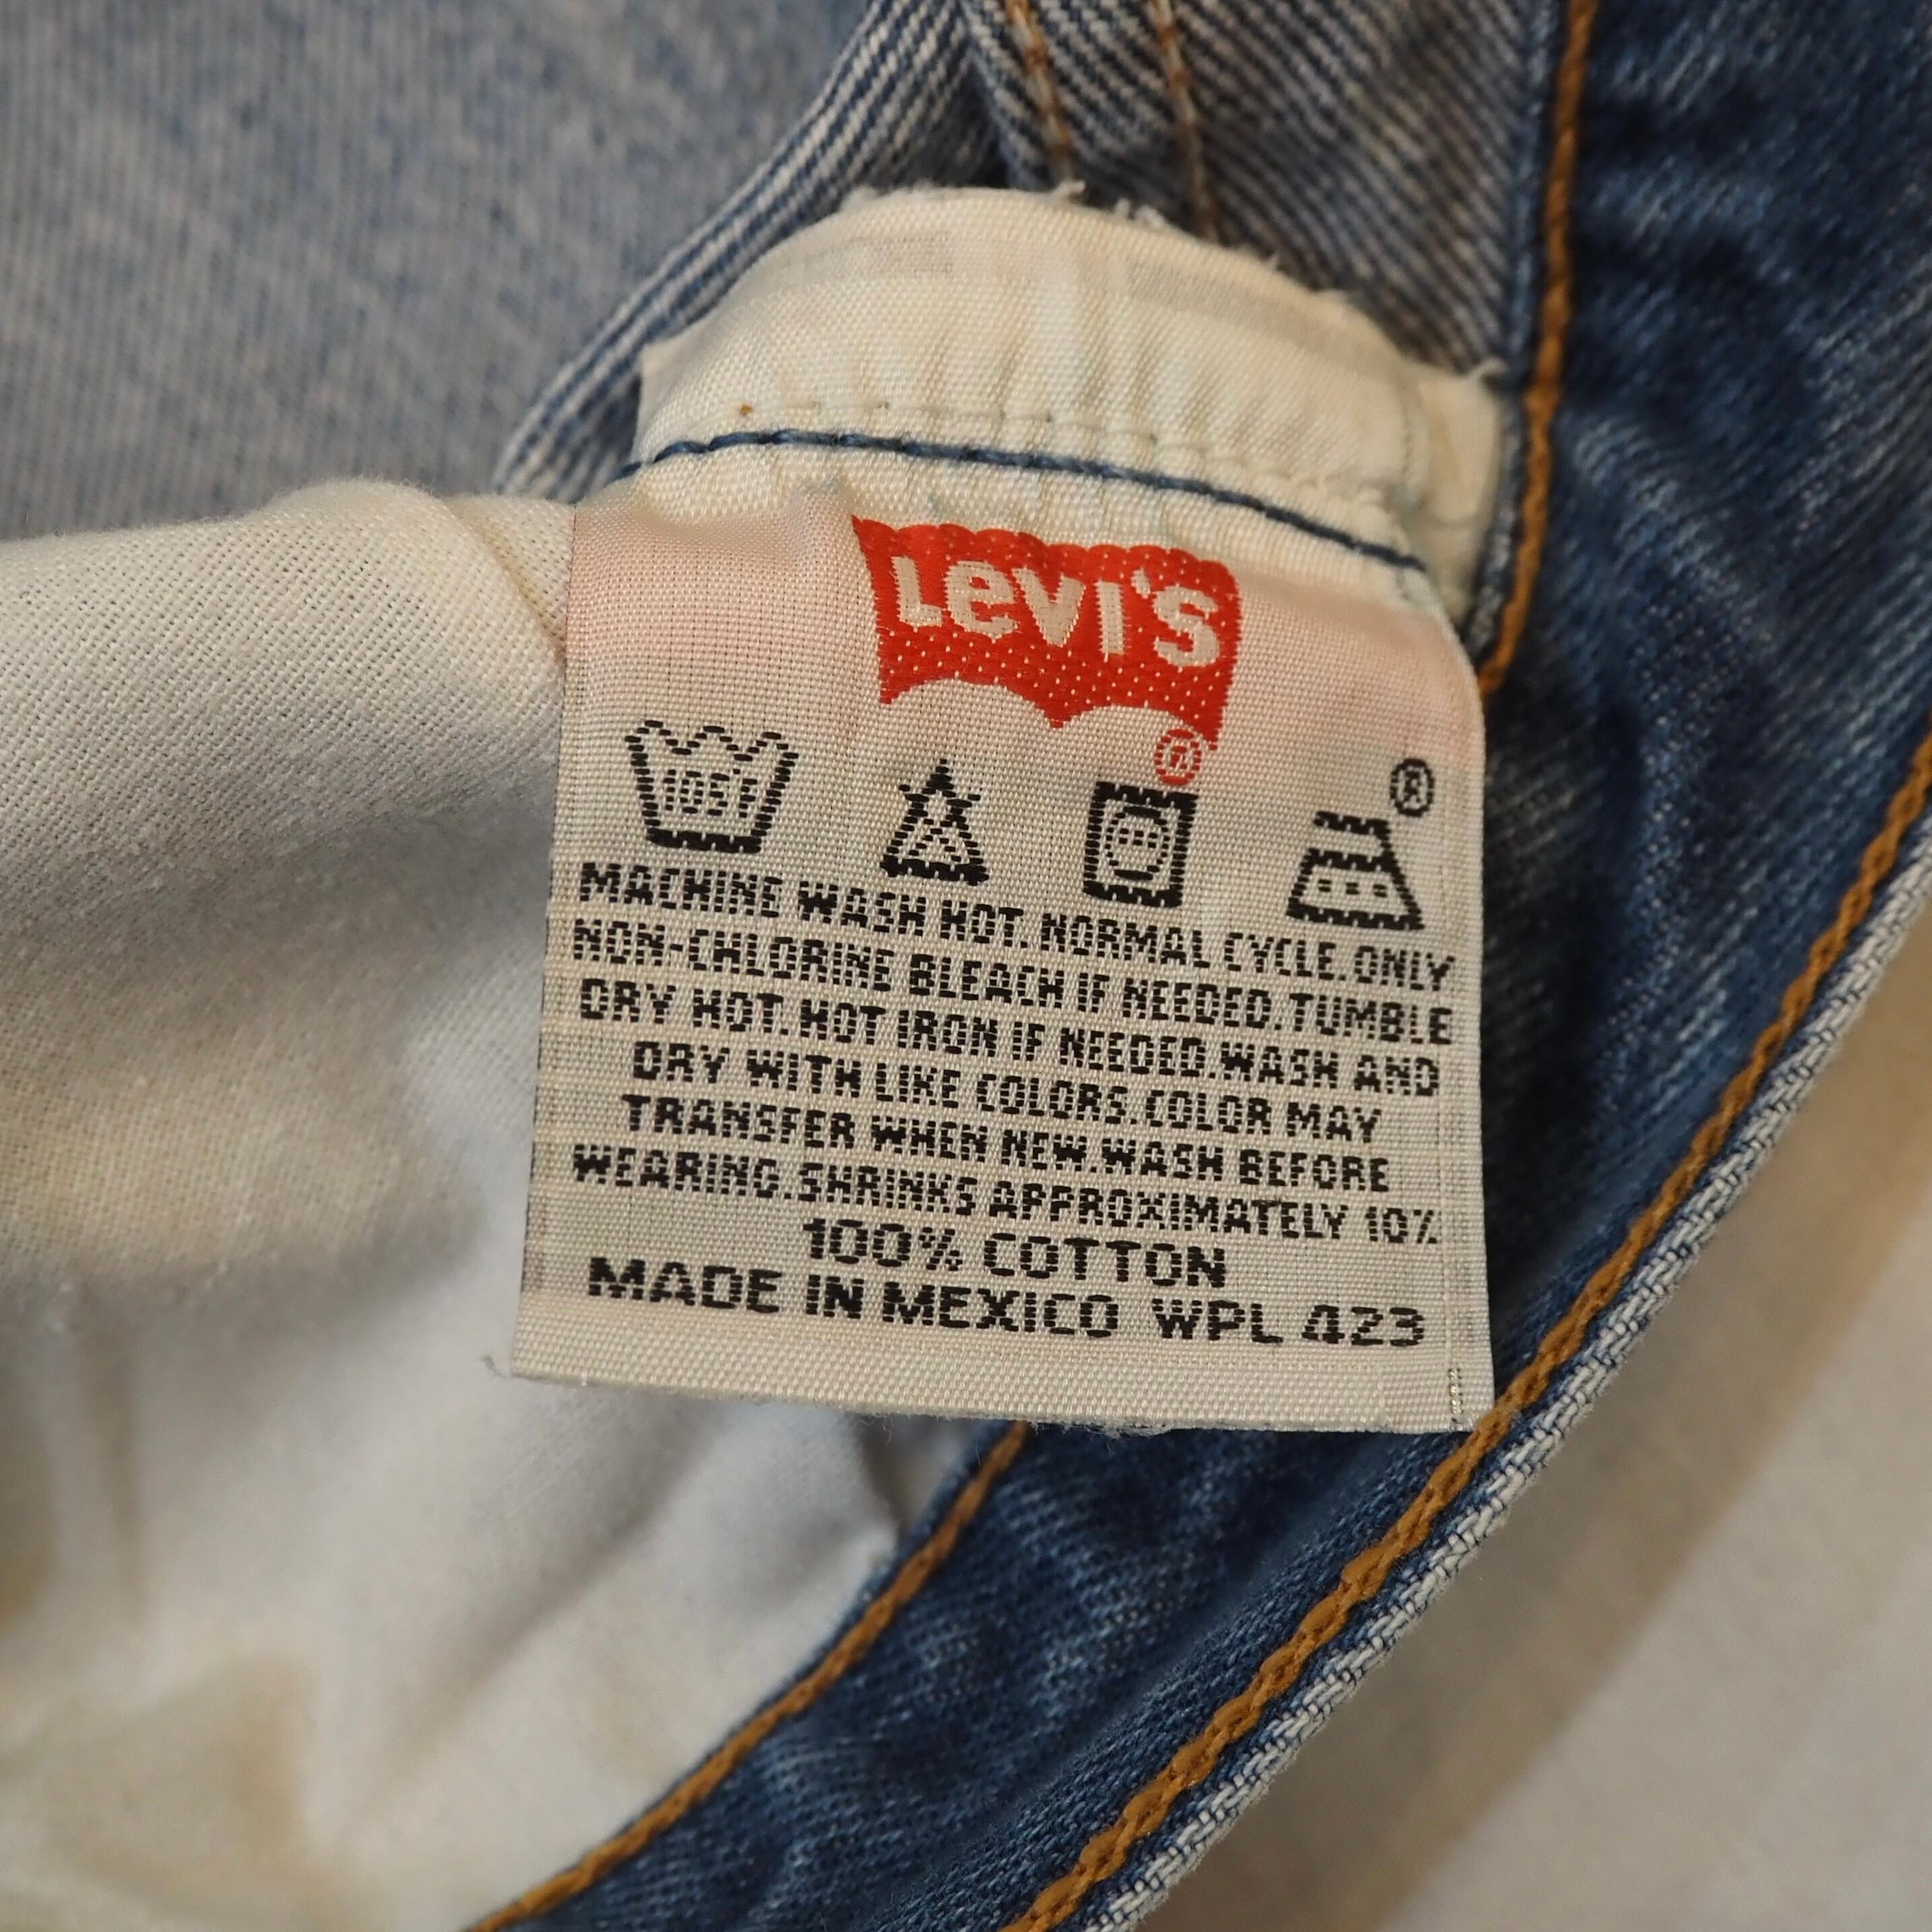 LEVI'S
®
105°F
®
MACHINE WASH HOT. NORMAL CYCLE. ONLY
NON-CHLORINE BLEACH IF NEEDED. TUMBLE
DRY HOT. HOT IRON IF NEEDED. WASH AND
DRY WITH LIKE COLORS. COLOR MAY
TRANSFER WHEN NEW. WASH BEFORE
WEARING. SHRINKS APPROXIMATELY 10%
100% COTTON
MADE IN MEXICO WPL 423